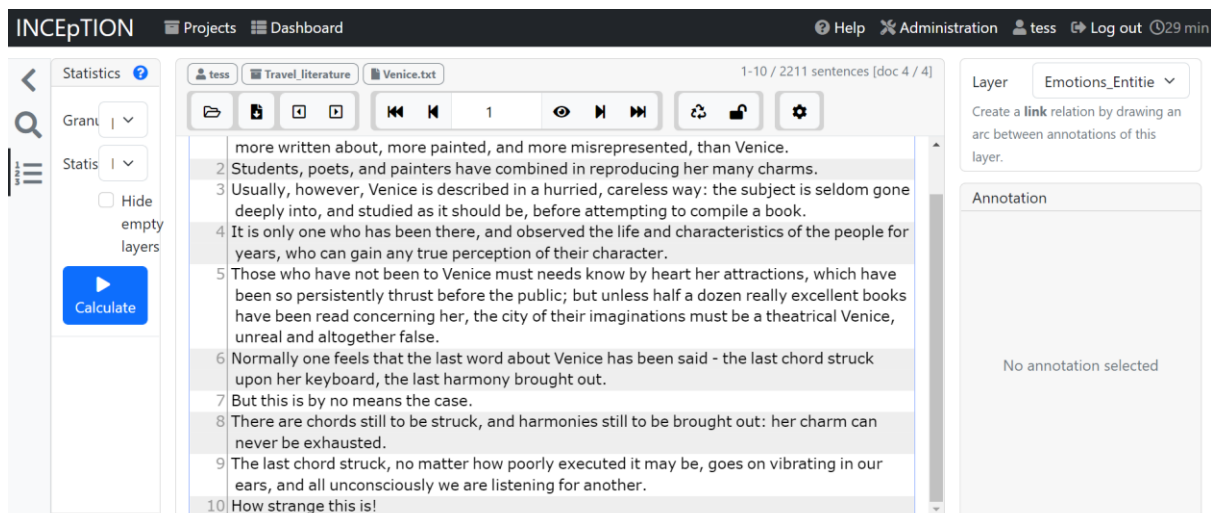 INCEpTION Projects Dashboard Help Administration tess Log out 29 min
Statistics
Granu
Statis
Hide
empty
layers
Calculate
tess Travel_literature Venice.txt 1-10 / 2211 sentences [doc 4 / 4]
1
more written about, more painted, and more misrepresented, than Venice.
2 Students, poets, and painters have combined in reproducing her many charms.
3 Usually, however, Venice is described in a hurried, careless way: the subject is seldom gone
deeply into, and studied as it should be, before attempting to compile a book.
4 It is only one who has been there, and observed the life and characteristics of the people for
years, who can gain any true perception of their character.
5 Those who have not been to Venice must needs know by heart her attractions, which have
been so persistently thrust before the public; but unless half a dozen really excellent books
have been read concerning her, the city of their imaginations must be a theatrical Venice,
unreal and altogether false.
6 Normally one feels that the last word about Venice has been said - the last chord struck
upon her keyboard, the last harmony brought out.
7 But this is by no means the case.
8 There are chords still to be struck, and harmonies still to be brought out: her charm can
never be exhausted.
9 The last chord struck, no matter how poorly executed it may be, goes on vibrating in our
ears, and all unconsciously we are listening for another.
10 How strange this is!
Layer Emotions_Entitie
Create a link relation by drawing an
arc between annotations of this
layer.
Annotation
No annotation selected